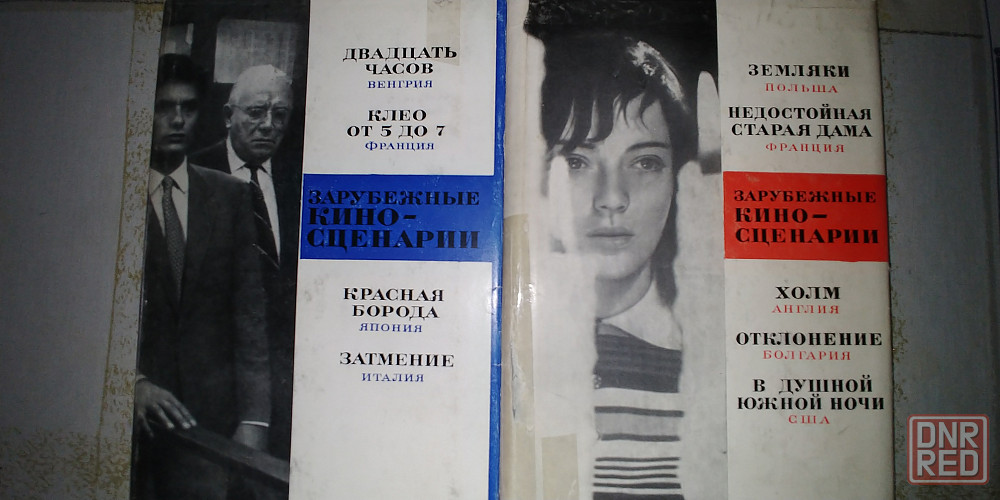 ДВАДЦАТЬ
ЧАСОВ
ВЕНГРИЯ
КЛЕО
ОТ 5 ДО 7
ФРАНЦИЯ
ЗАРУБЕЖНЫЕ
КИНО-
СЦЕНАРИИ
КРАСНАЯ
БОРОДА
ЯПОНИЯ
ЗАТМЕНИЕ
ИТАЛИЯ
ЗЕМЛЯКИ
ПОЛЬША
НЕДОСТОЙНАЯ
СТАРАЯ ДАМА
ФРАНЦИЯ
ЗАРУБЕЖНЫЕ
КИНО-
СЦЕНАРИИ
ХОЛМ
АНГЛИЯ
ОТКЛОНЕНИЕ
БОЛГАРИЯ
В ДУШНОЙ
ЮЖНОЙ НОЧИ
США
DNR
RED